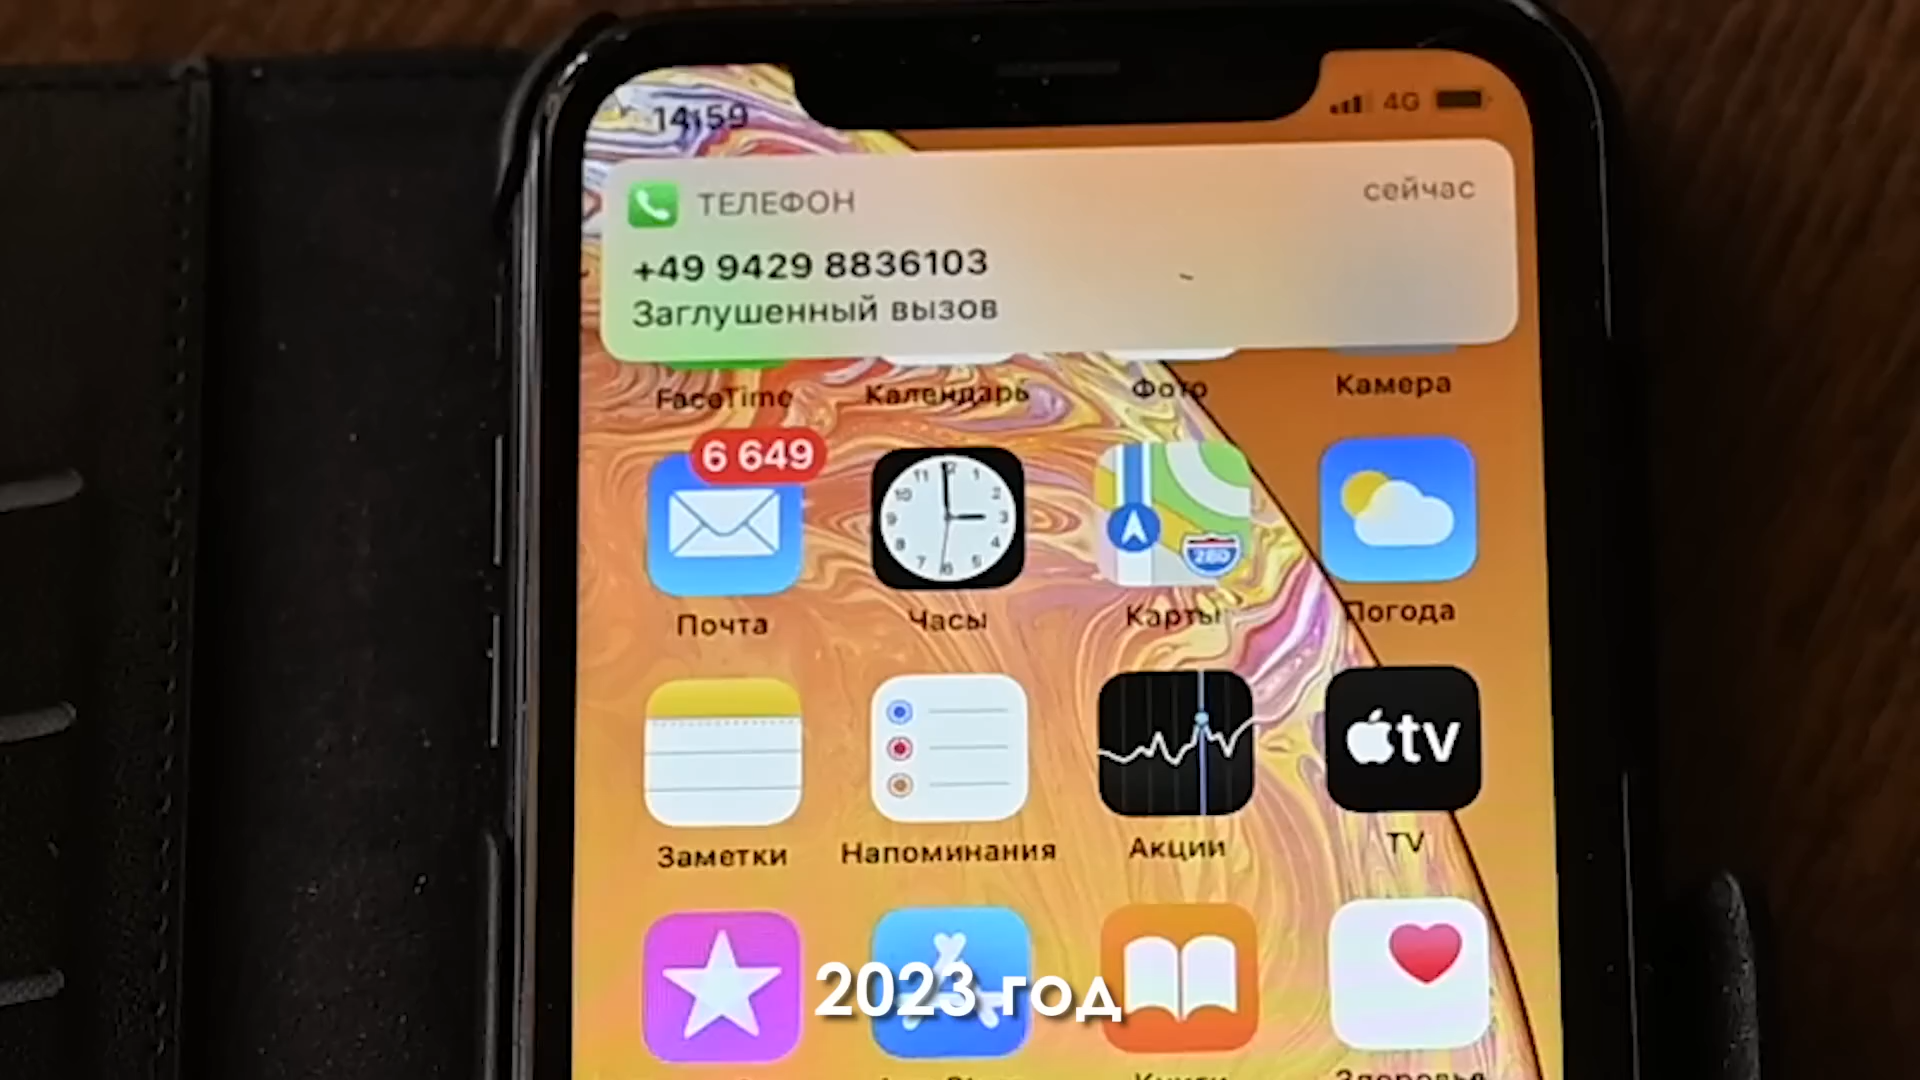 14:59
4G
ТЕЛЕФОН
сейчас
+49 9429 8836103
Заглушенный вызов
FaceTime
Календарь
Фото
Камера
6 649
Почта
Часы
Карты
Погода
280
Заметки
Напоминания
Акции
TV
tv
2023 год